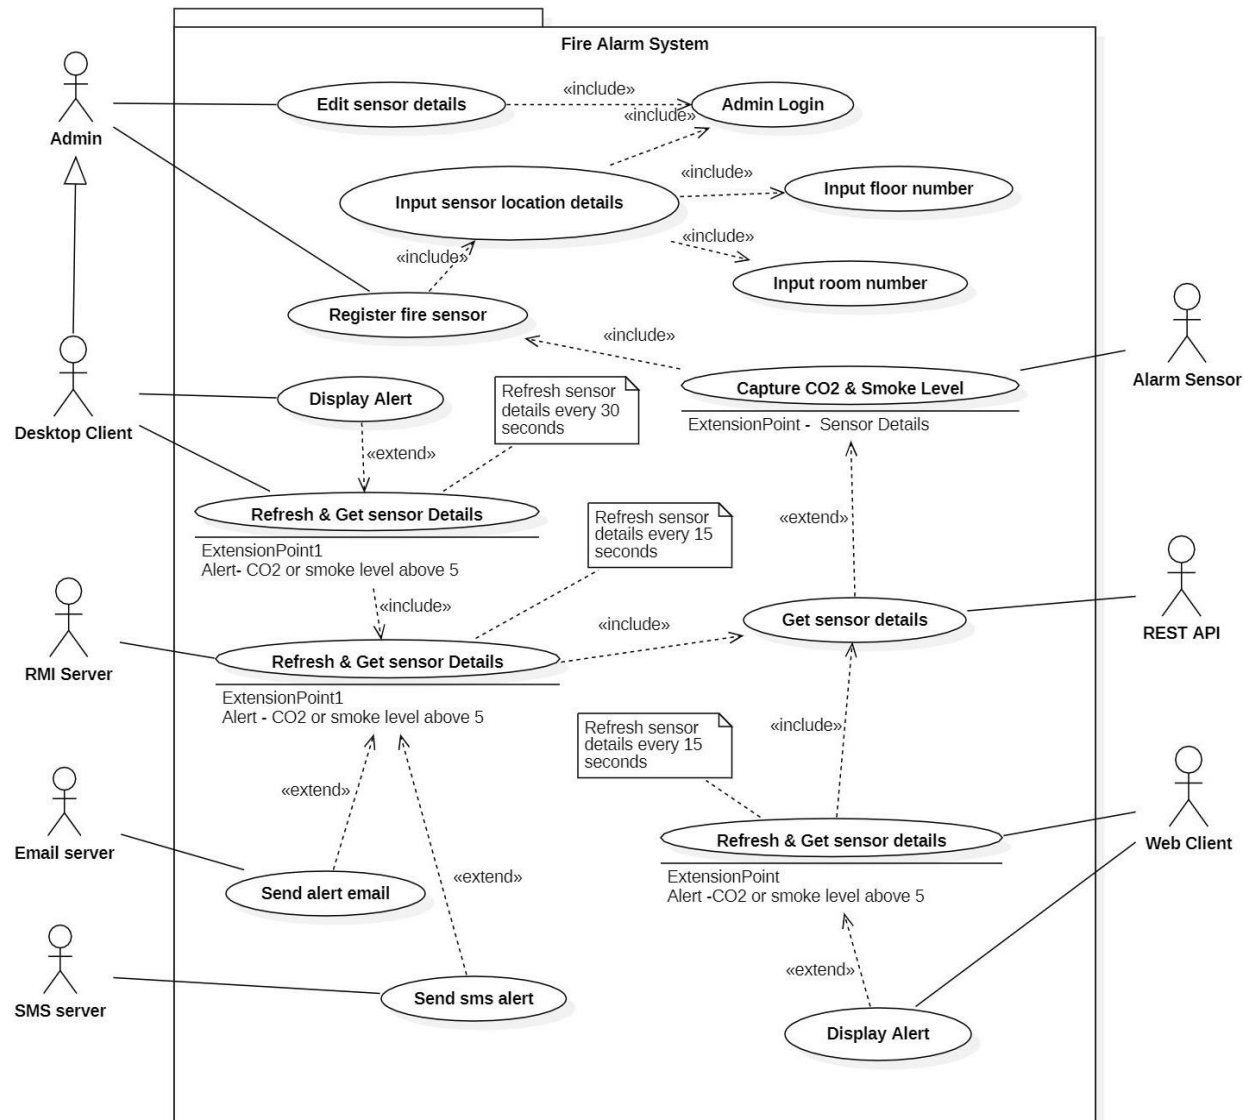 Fire Alarm System
Admin
Edit sensor details
«include»
Admin Login
«include»
Input sensor location details
«include»
Input floor number
«include»
Input room number
«include»
Register fire sensor
«include»
Alarm Sensor
Capture CO2 & Smoke Level
ExtensionPoint - Sensor Details
Desktop Client
Display Alert
Refresh sensor
details every 30
seconds
«extend»
Refresh & Get sensor Details
ExtensionPoint1
Alert- CO2 or smoke level above 5
Refresh sensor
details every 15
seconds
«extend»
«include»
Get sensor details
REST API
«include»
RMI Server
Refresh & Get sensor Details
ExtensionPoint1
Alert - CO2 or smoke level above 5
Refresh sensor
details every 15
seconds
«include»
«extend»
Email server
Send alert email
«extend»
Refresh & Get sensor details
ExtensionPoint
Alert -CO2 or smoke level above 5
Web Client
SMS server
Send sms alert
«extend»
Display Alert